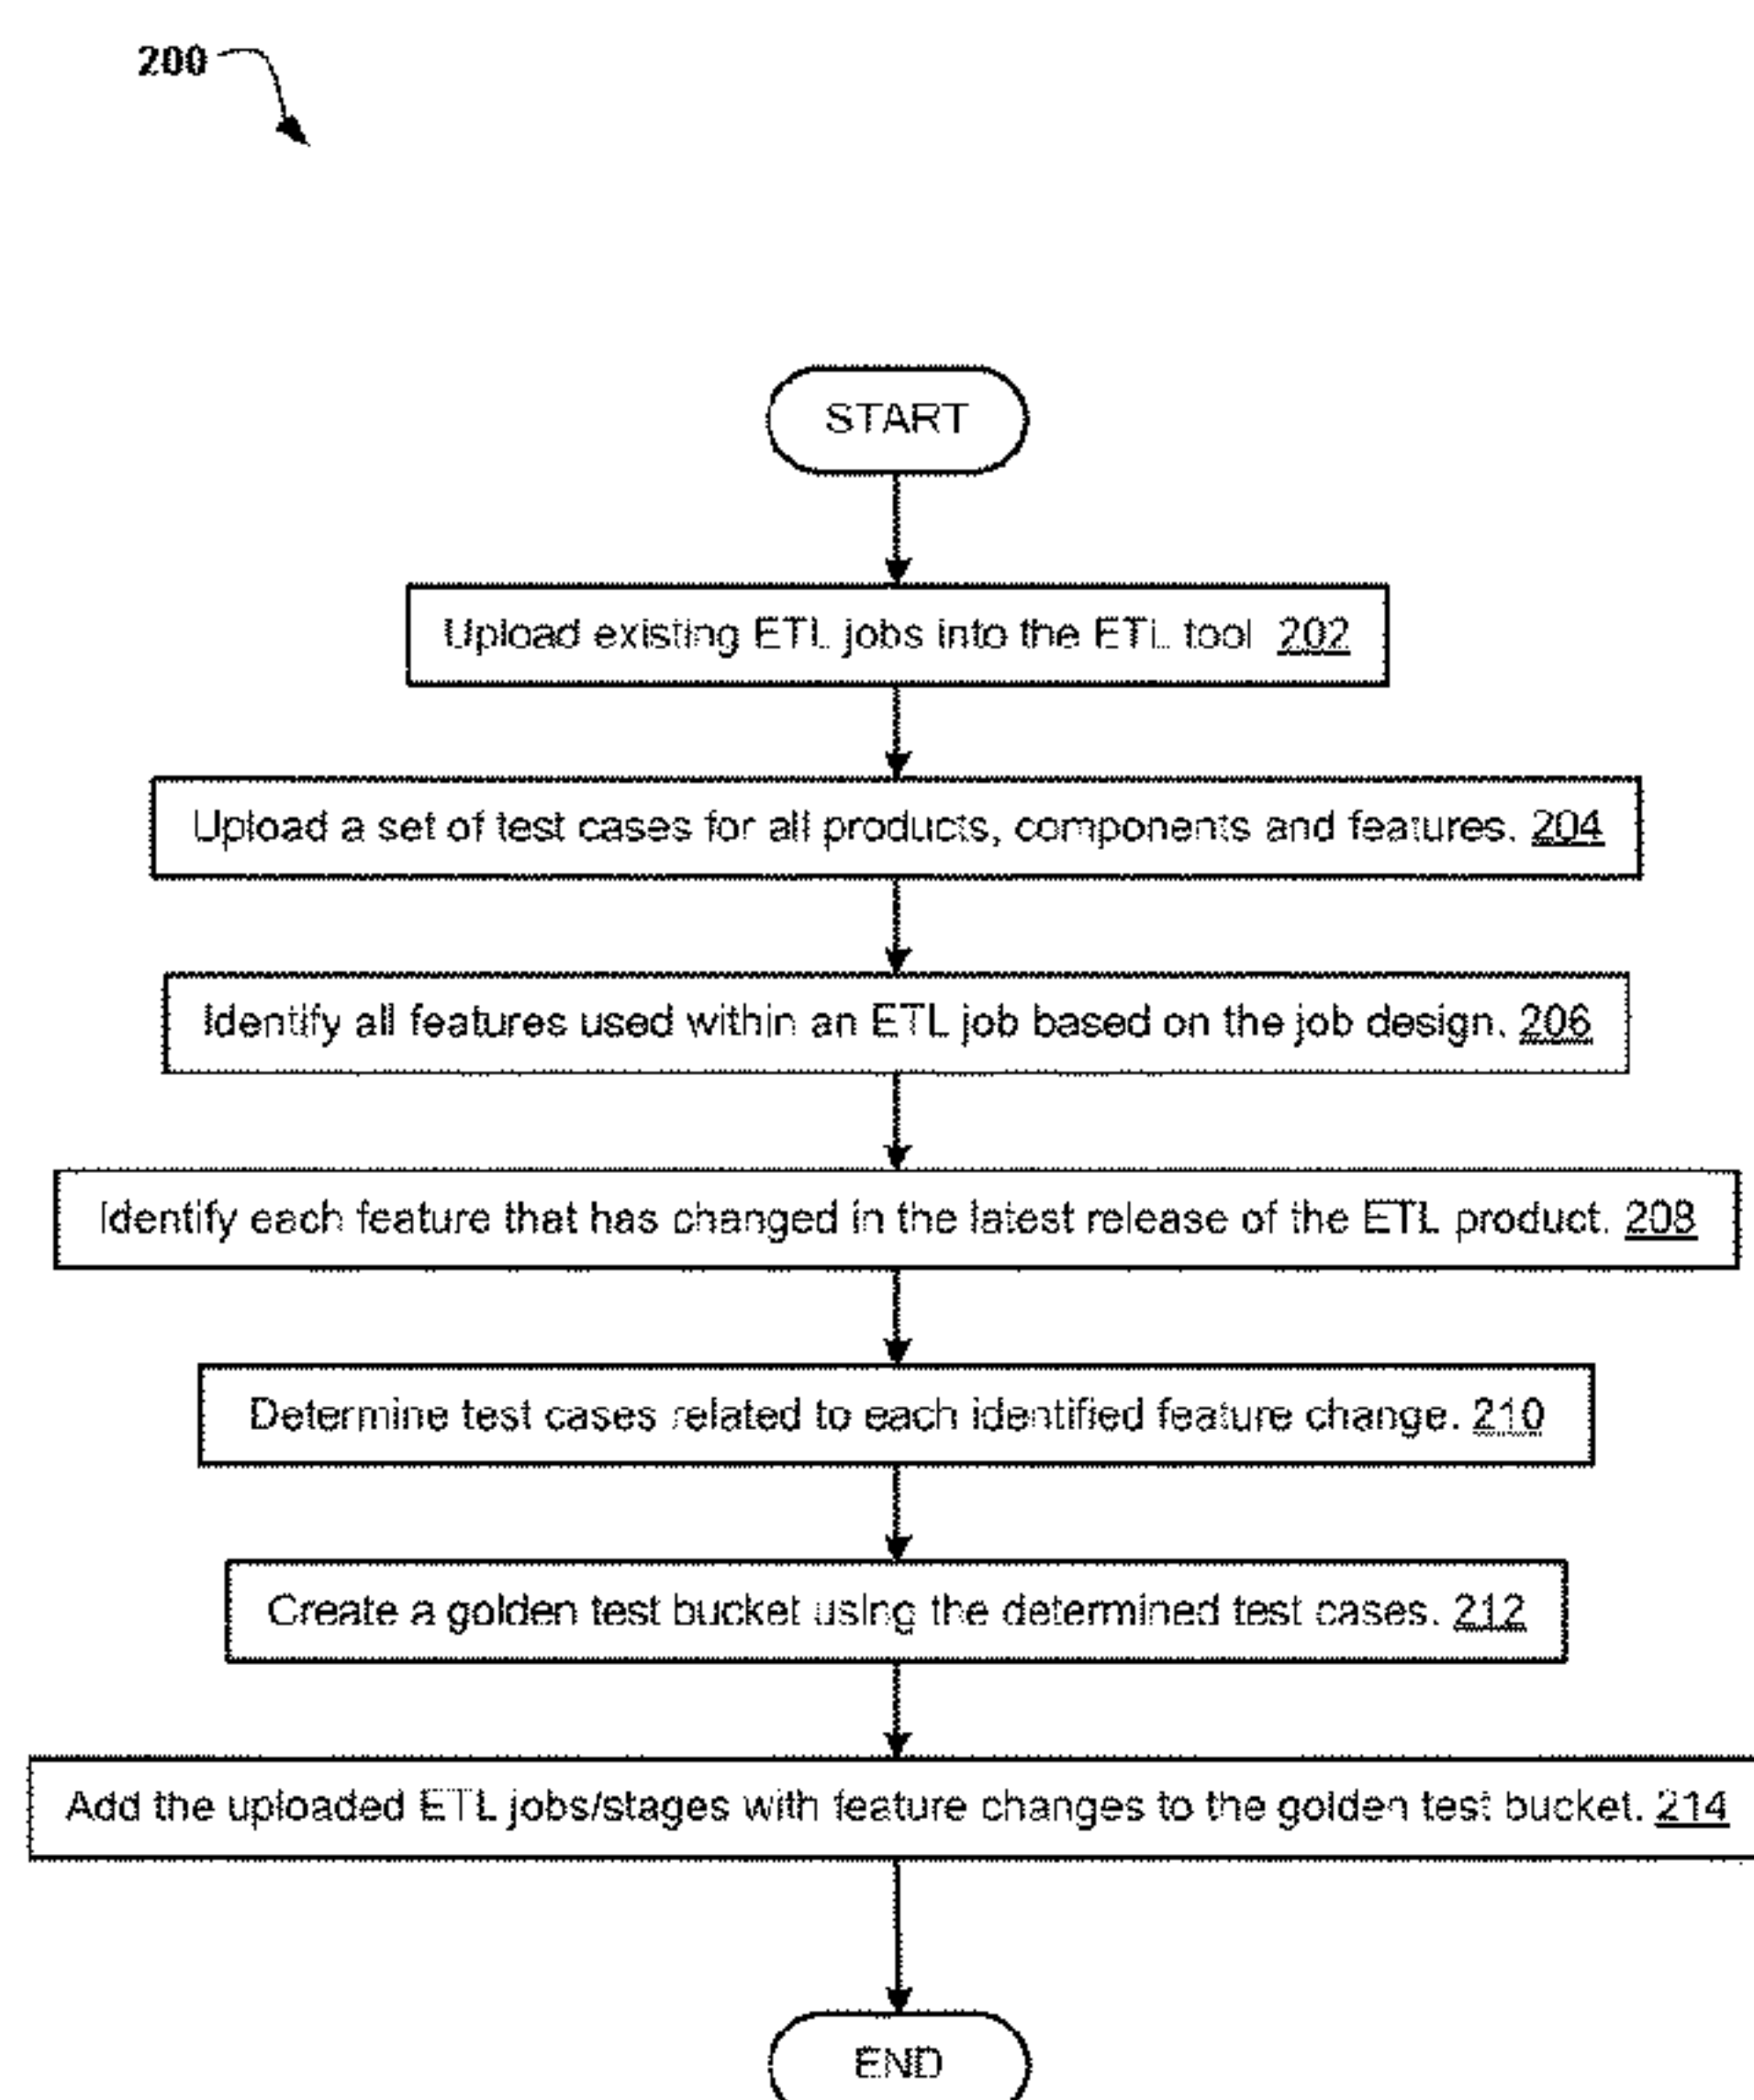 200
START
Upload existing ETL jobs into the ETL tool 202
Upload a set of test cases for all products, components and features. 204
Identify all features used within an ETL job based on the job design. 206
Identify each feature that has changed in the latest release of the ETL product. 208
Determine test cases related to each identified feature change. 210
Create a golden test bucket using the determined test cases. 212
Add the uploaded ETL jobs/stages with feature changes to the golden test bucket. 214
END